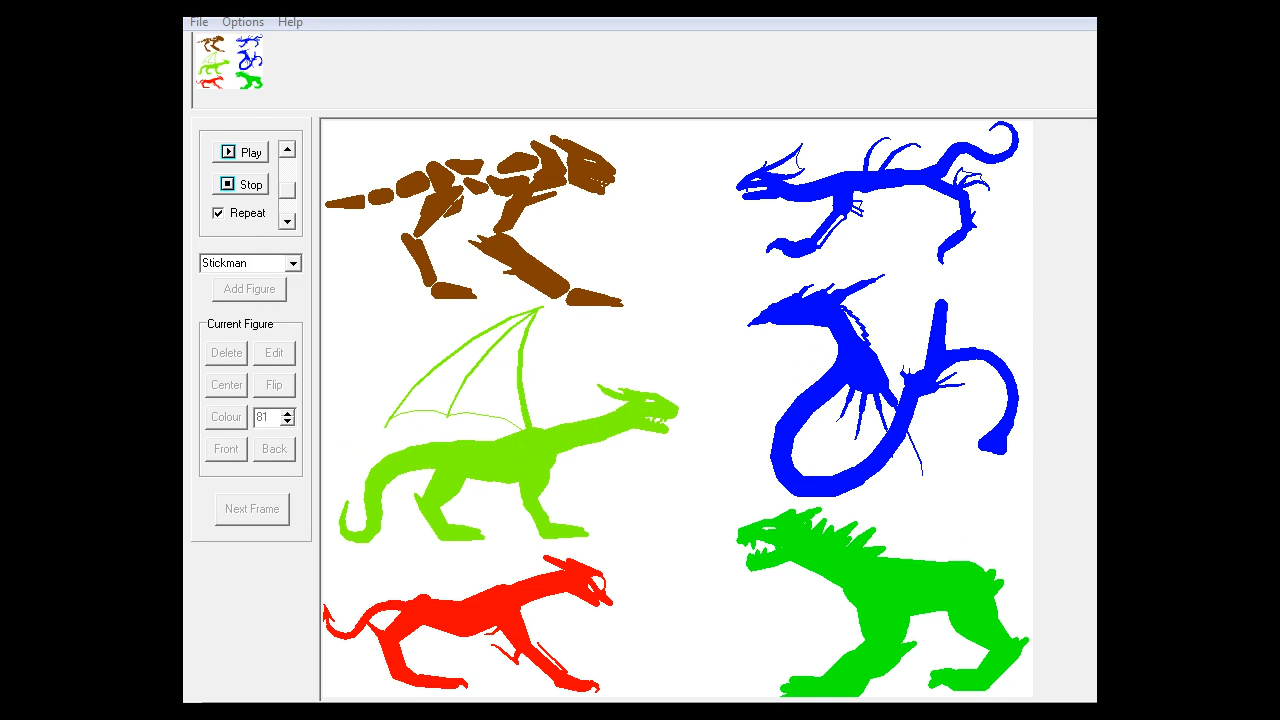 File Options Help
Play
Stop
Repeat
Stickman
Add Figure
Current Figure
Delete Edit
Center Flip
Colour 81
Front Back
Next Frame